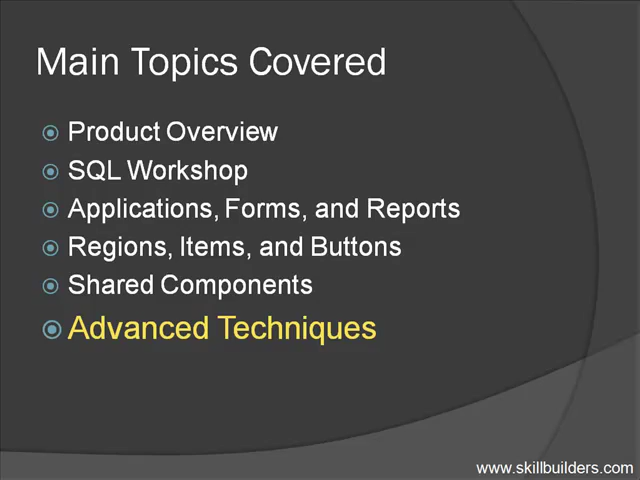 Main Topics Covered
Product Overview
SQL Workshop
Applications, Forms, and Reports
Regions, Items, and Buttons
Shared Components
Advanced Techniques
www.skillbuilders.com